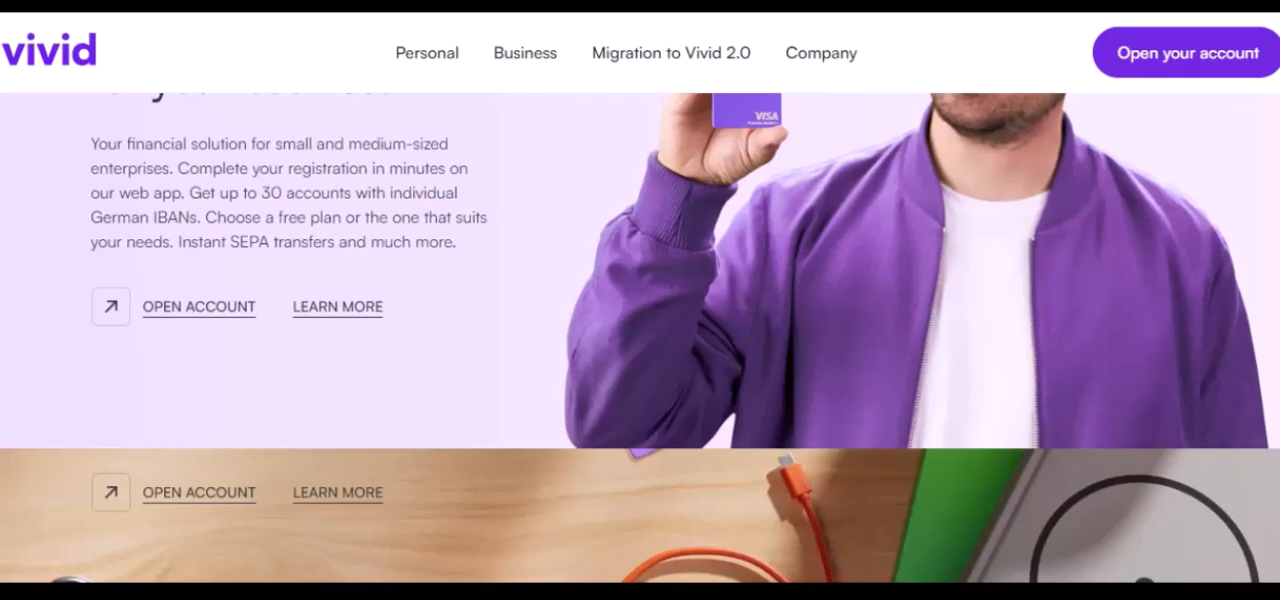 vivid
Personal
Business
Migration to Vivid 2.0
Company
Open your account
VISA
Your financial solution for small and medium-sized
enterprises. Complete your registration in minutes on
our web app. Get up to 30 accounts with individual
German IBANs. Choose a free plan or the one that suits
your needs. Instant SEPA transfers and much more.
OPEN ACCOUNT
LEARN MORE
OPEN ACCOUNT
LEARN MORE